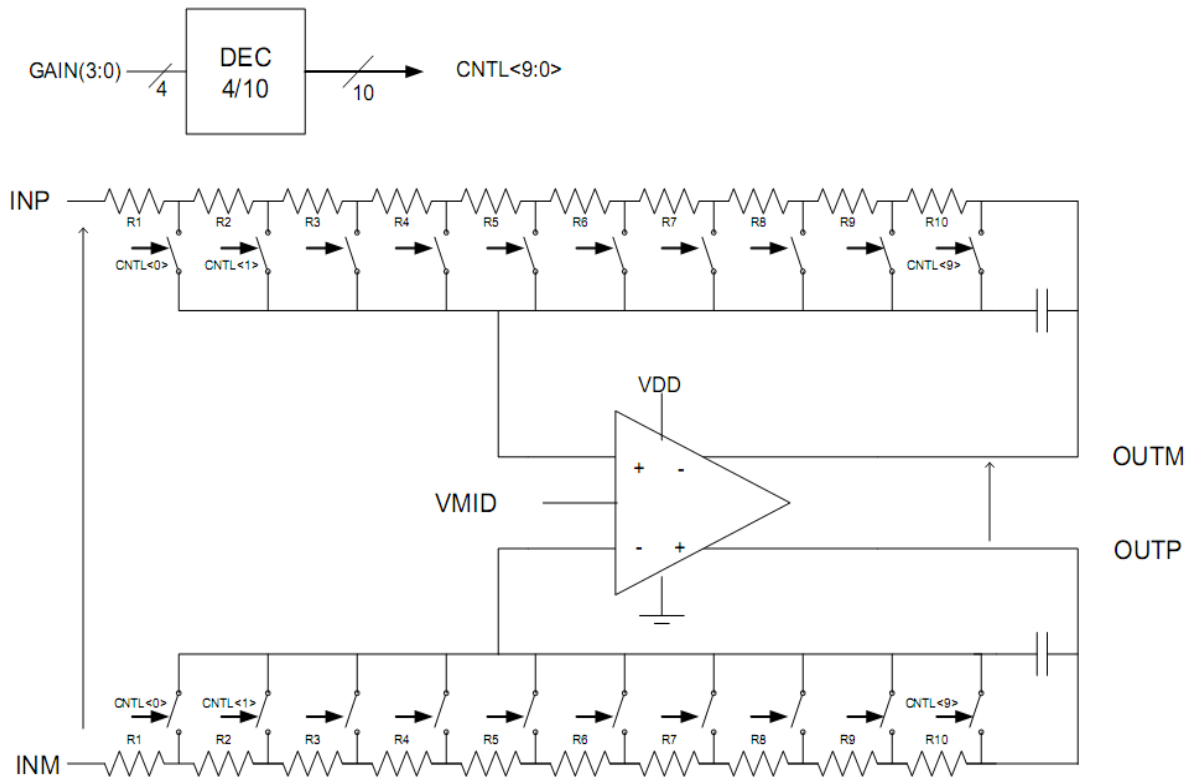 DEC
GAIN(3:0) 4/10 CNTL<9:0>
4 10
INP
R1 R2 R3 R4 R5 R6 R7 R8 R9 R10
CNTL<0> CNTL<1> CNTL<9>
VDD
+ - OUTM
VMID
- + OUTP
CNTL<0> CNTL<1> CNTL<9>
R1 R2 R3 R4 R5 R6 R7 R8 R9 R10
INM